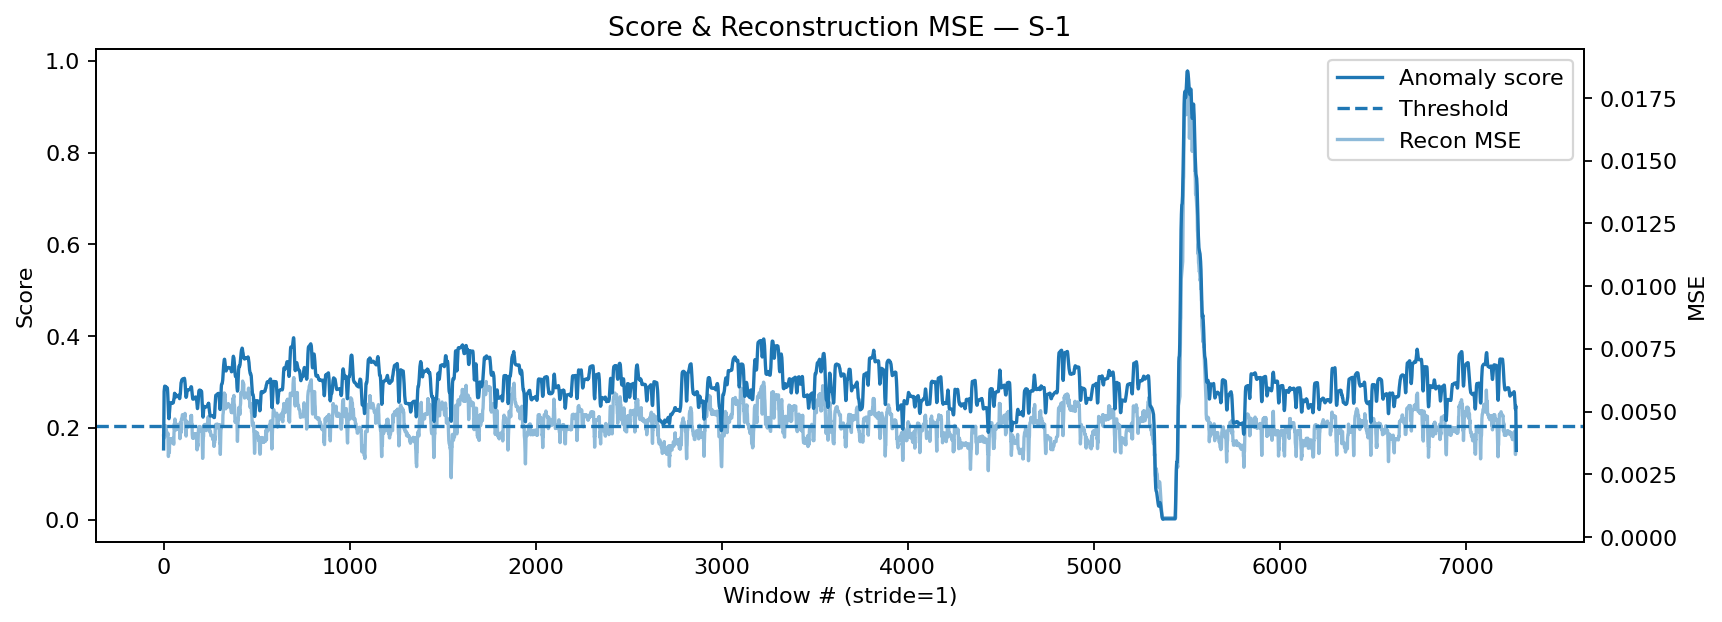 Score & Reconstruction MSE — S-1
Anomaly score
Threshold
Recon MSE
1.0
0.8
0.6
0.4
0.2
0.0
Score
0.0175
0.0150
0.0125
0.0100
0.0075
0.0050
0.0025
0.0000
MSE
0 1000 2000 3000 4000 5000 6000 7000
Window # (stride=1)